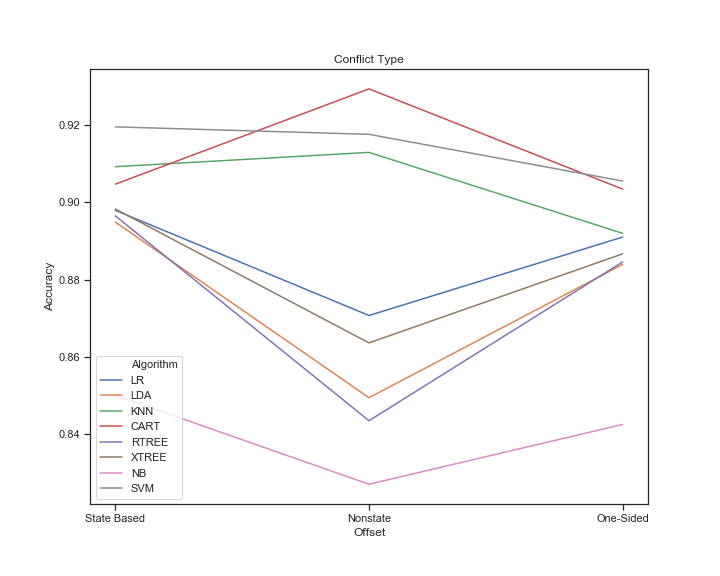 Conflict Type
Accuracy
0.92
0.90
0.88
0.86
0.84
Algorithm
LR
LDA
KNN
CART
RTREE
XTREE
NB
SVM
State Based
Nonstate
One-Sided
Offset